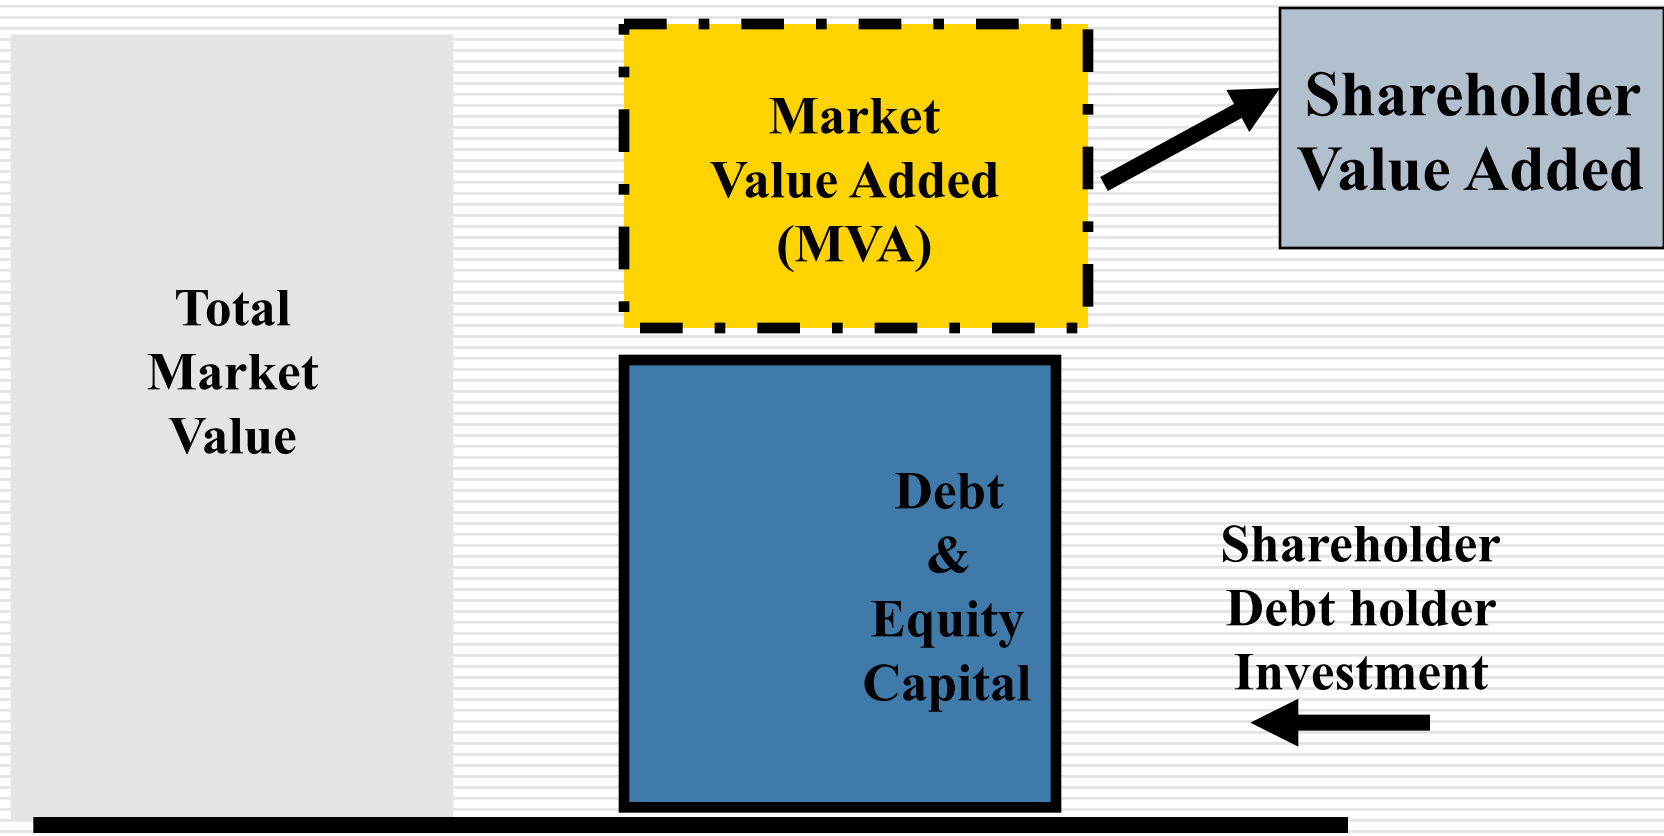 Total
Market
Value
Market
Value Added
(MVA)
Shareholder
Value Added
Debt
&
Equity
Capital
Shareholder
Debt holder
Investment